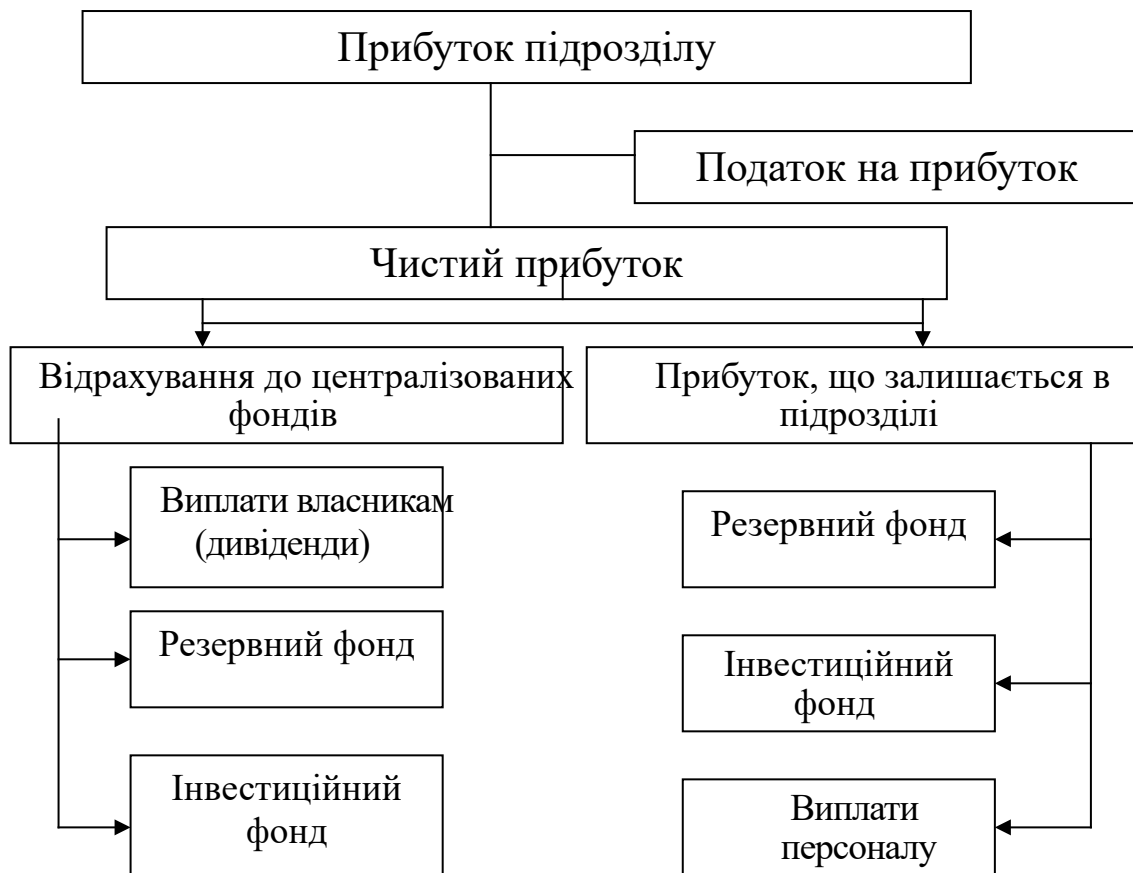 Прибуток підрозділу
Податок на прибуток
Чистий прибуток
Відрахування до централізованих
фондів
Прибуток, що залишається в
підрозділі
Виплати власникам
(дивіденди)
Резервний фонд
Інвестиційний
фонд
Резервний фонд
Інвестиційний
фонд
Виплати
персоналу